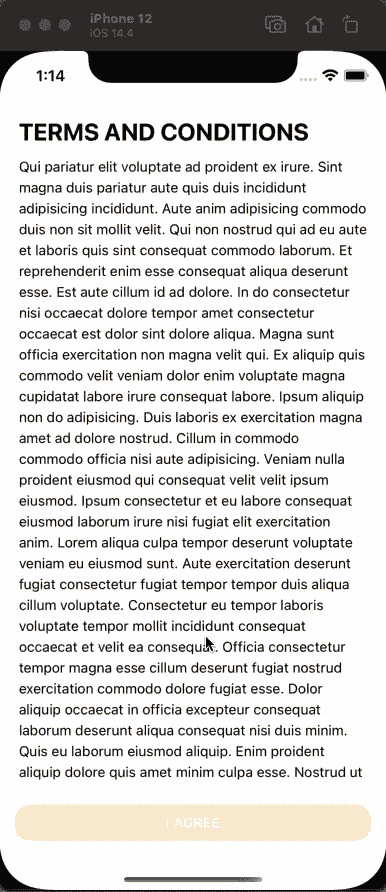 iPhone 12
iOS 14.4
1:14
TERMS AND CONDITIONS
Qui pariatur elit voluptate ad proident ex irure. Sint
magna duis pariatur aute quis duis incididunt
adipisicing incididunt. Aute anim adipisicing commodo
duis non sit mollit velit. Qui non nostrud qui ad eu aute
et laboris quis sint consequat commodo laborum. Et
reprehenderit enim esse consequat aliqua deserunt
esse. Est aute cillum id ad dolore. In do consectetur
nisi occaecat dolore tempor amet consectetur
occaecat est dolor sint dolore aliqua. Magna sunt
officia exercitation non magna velit qui. Ex aliquip quis
commodo velit veniam dolor enim voluptate magna
cupidatat labore irure consequat labore. Ipsum aliquip
non do adipisicing. Duis laboris ex exercitation magna
amet ad dolore nostrud. Cillum in commodo
commodo officia nisi aute adipisicing. Veniam nulla
proident eiusmod qui consequat velit velit ipsum
eiusmod. Ipsum consectetur et eu labore consequat
eiusmod laborum irure nisi fugiat elit exercitation
anim. Lorem aliqua culpa tempor deserunt voluptate
veniam eu eiusmod sunt. Aute exercitation deserunt
fugiat consectetur fugiat tempor tempor duis aliqua
cillum voluptate. Consectetur eu tempor laboris
voluptate tempor mollit incididunt consequat
occaecat et velit ea consequat. Officia consectetur
tempor magna esse cillum deserunt fugiat nostrud
exercitation commodo dolore fugiat esse. Dolor
aliquip occaecat in officia excepteur consequat
laborum deserunt aliqua consequat nisi duis minim.
Quis eu laborum eiusmod aliquip. Enim proident
aliquip dolore quis amet minim culpa esse. Nostrud ut
I AGREE